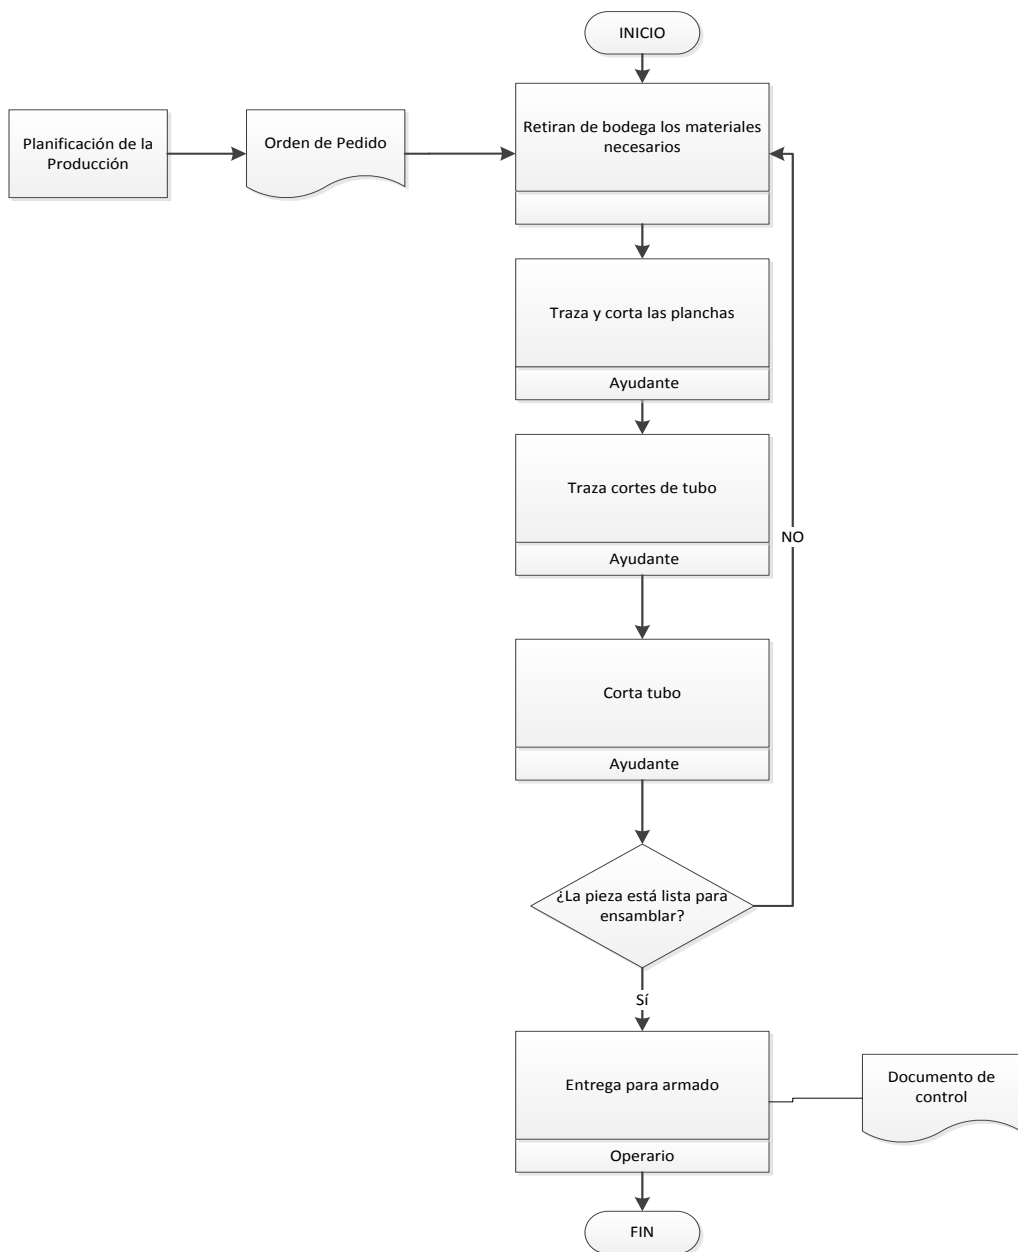 INICIO
Planificación de la
Producción
Orden de Pedido
Retiran de bodega los materiales
necesarios
Traza y corta las planchas
Ayudante
Traza cortes de tubo
Ayudante
NO
Corta tubo
Ayudante
¿La pieza está lista para
ensamblar?
Sí
Entrega para armado
Operario
Documento de
control
FIN